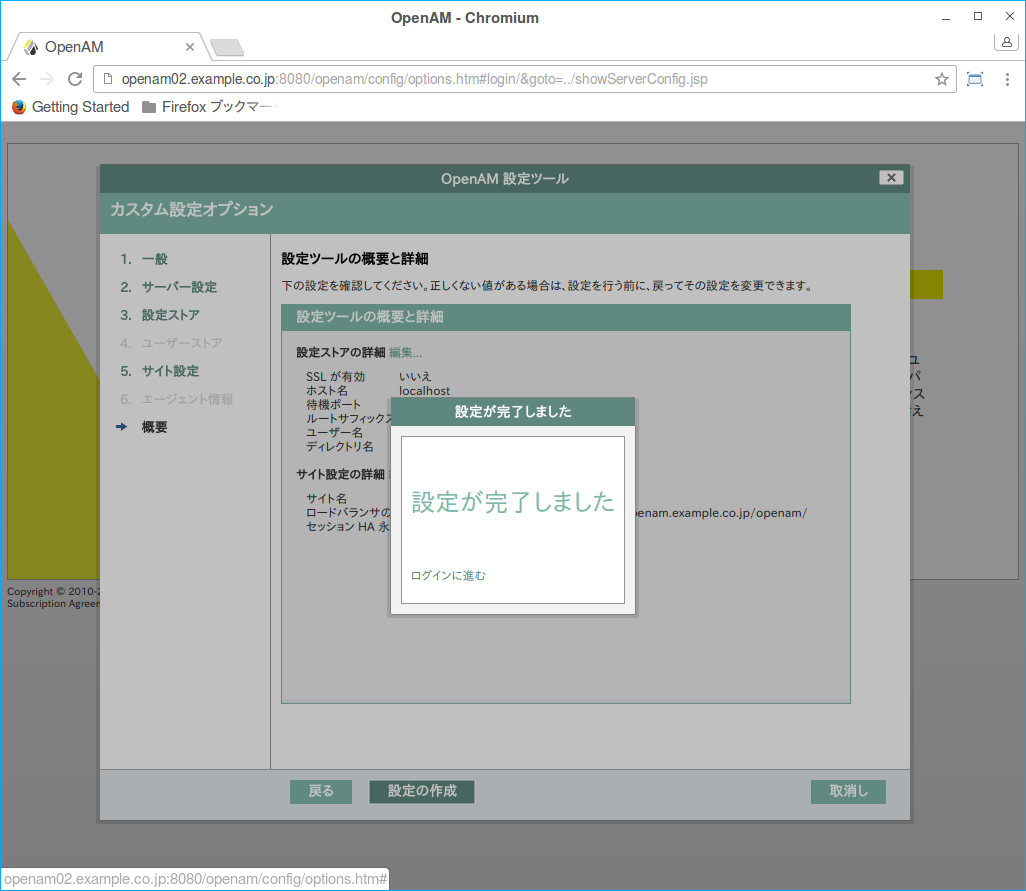 OpenAM - Chromium
OpenAM
openam02.example.co.jp:8080/openam/config/options.htm#login/&goto=../showServerConfig.jsp
Getting Started Firefox ブックマー
OpenAM 設定ツール
カスタム設定オプション
1. 一般
2. サーバー設定
3. 設定ストア
4. ユーザーストア
5. サイト設定
6. エージェント情報
概要
設定ツールの概要と詳細
下の設定を確認してください。正しくない値がある場合は、設定を行う前に、戻ってその設定を変更できます。
設定ツールの概要と詳細
設定ストアの詳細 編集...
SSL が有効 いいえ
ホスト名 localhost
待機ポート
ルートサフィックス
ユーザー名
ディレクトリ名
サイト設定の詳細
サイト名
ロードバランサの enam.example.co.jp/openam/
セッション HA 永
設定が完了しました
設定が完了しました
ログインに進む
戻る
設定の作成
取消し
ユ
パ
ンス
え
Copyright © 2010-2
Subscription Agreem
openam02.example.co.jp:8080/openam/config/options.htm#